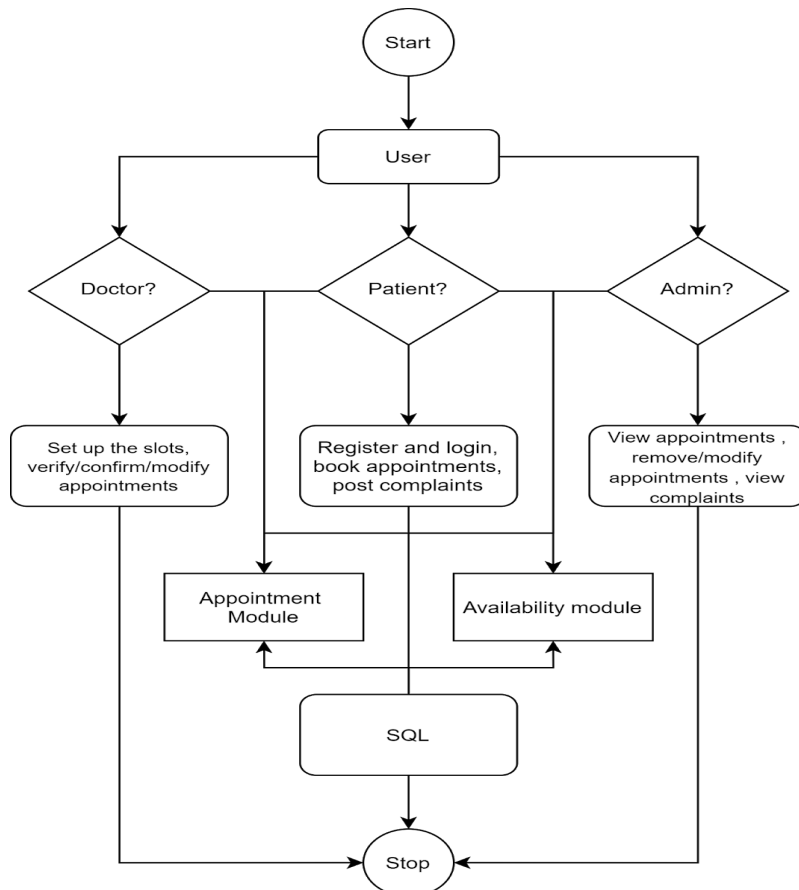 Start
User
Doctor?
Patient?
Admin?
Set up the slots,
verify/confirm/modify
appointments
Register and login,
book appointments,
post complaints
View appointments ,
remove/modify
appointments , view
complaints
Appointment
Module
Availability module
SQL
Stop